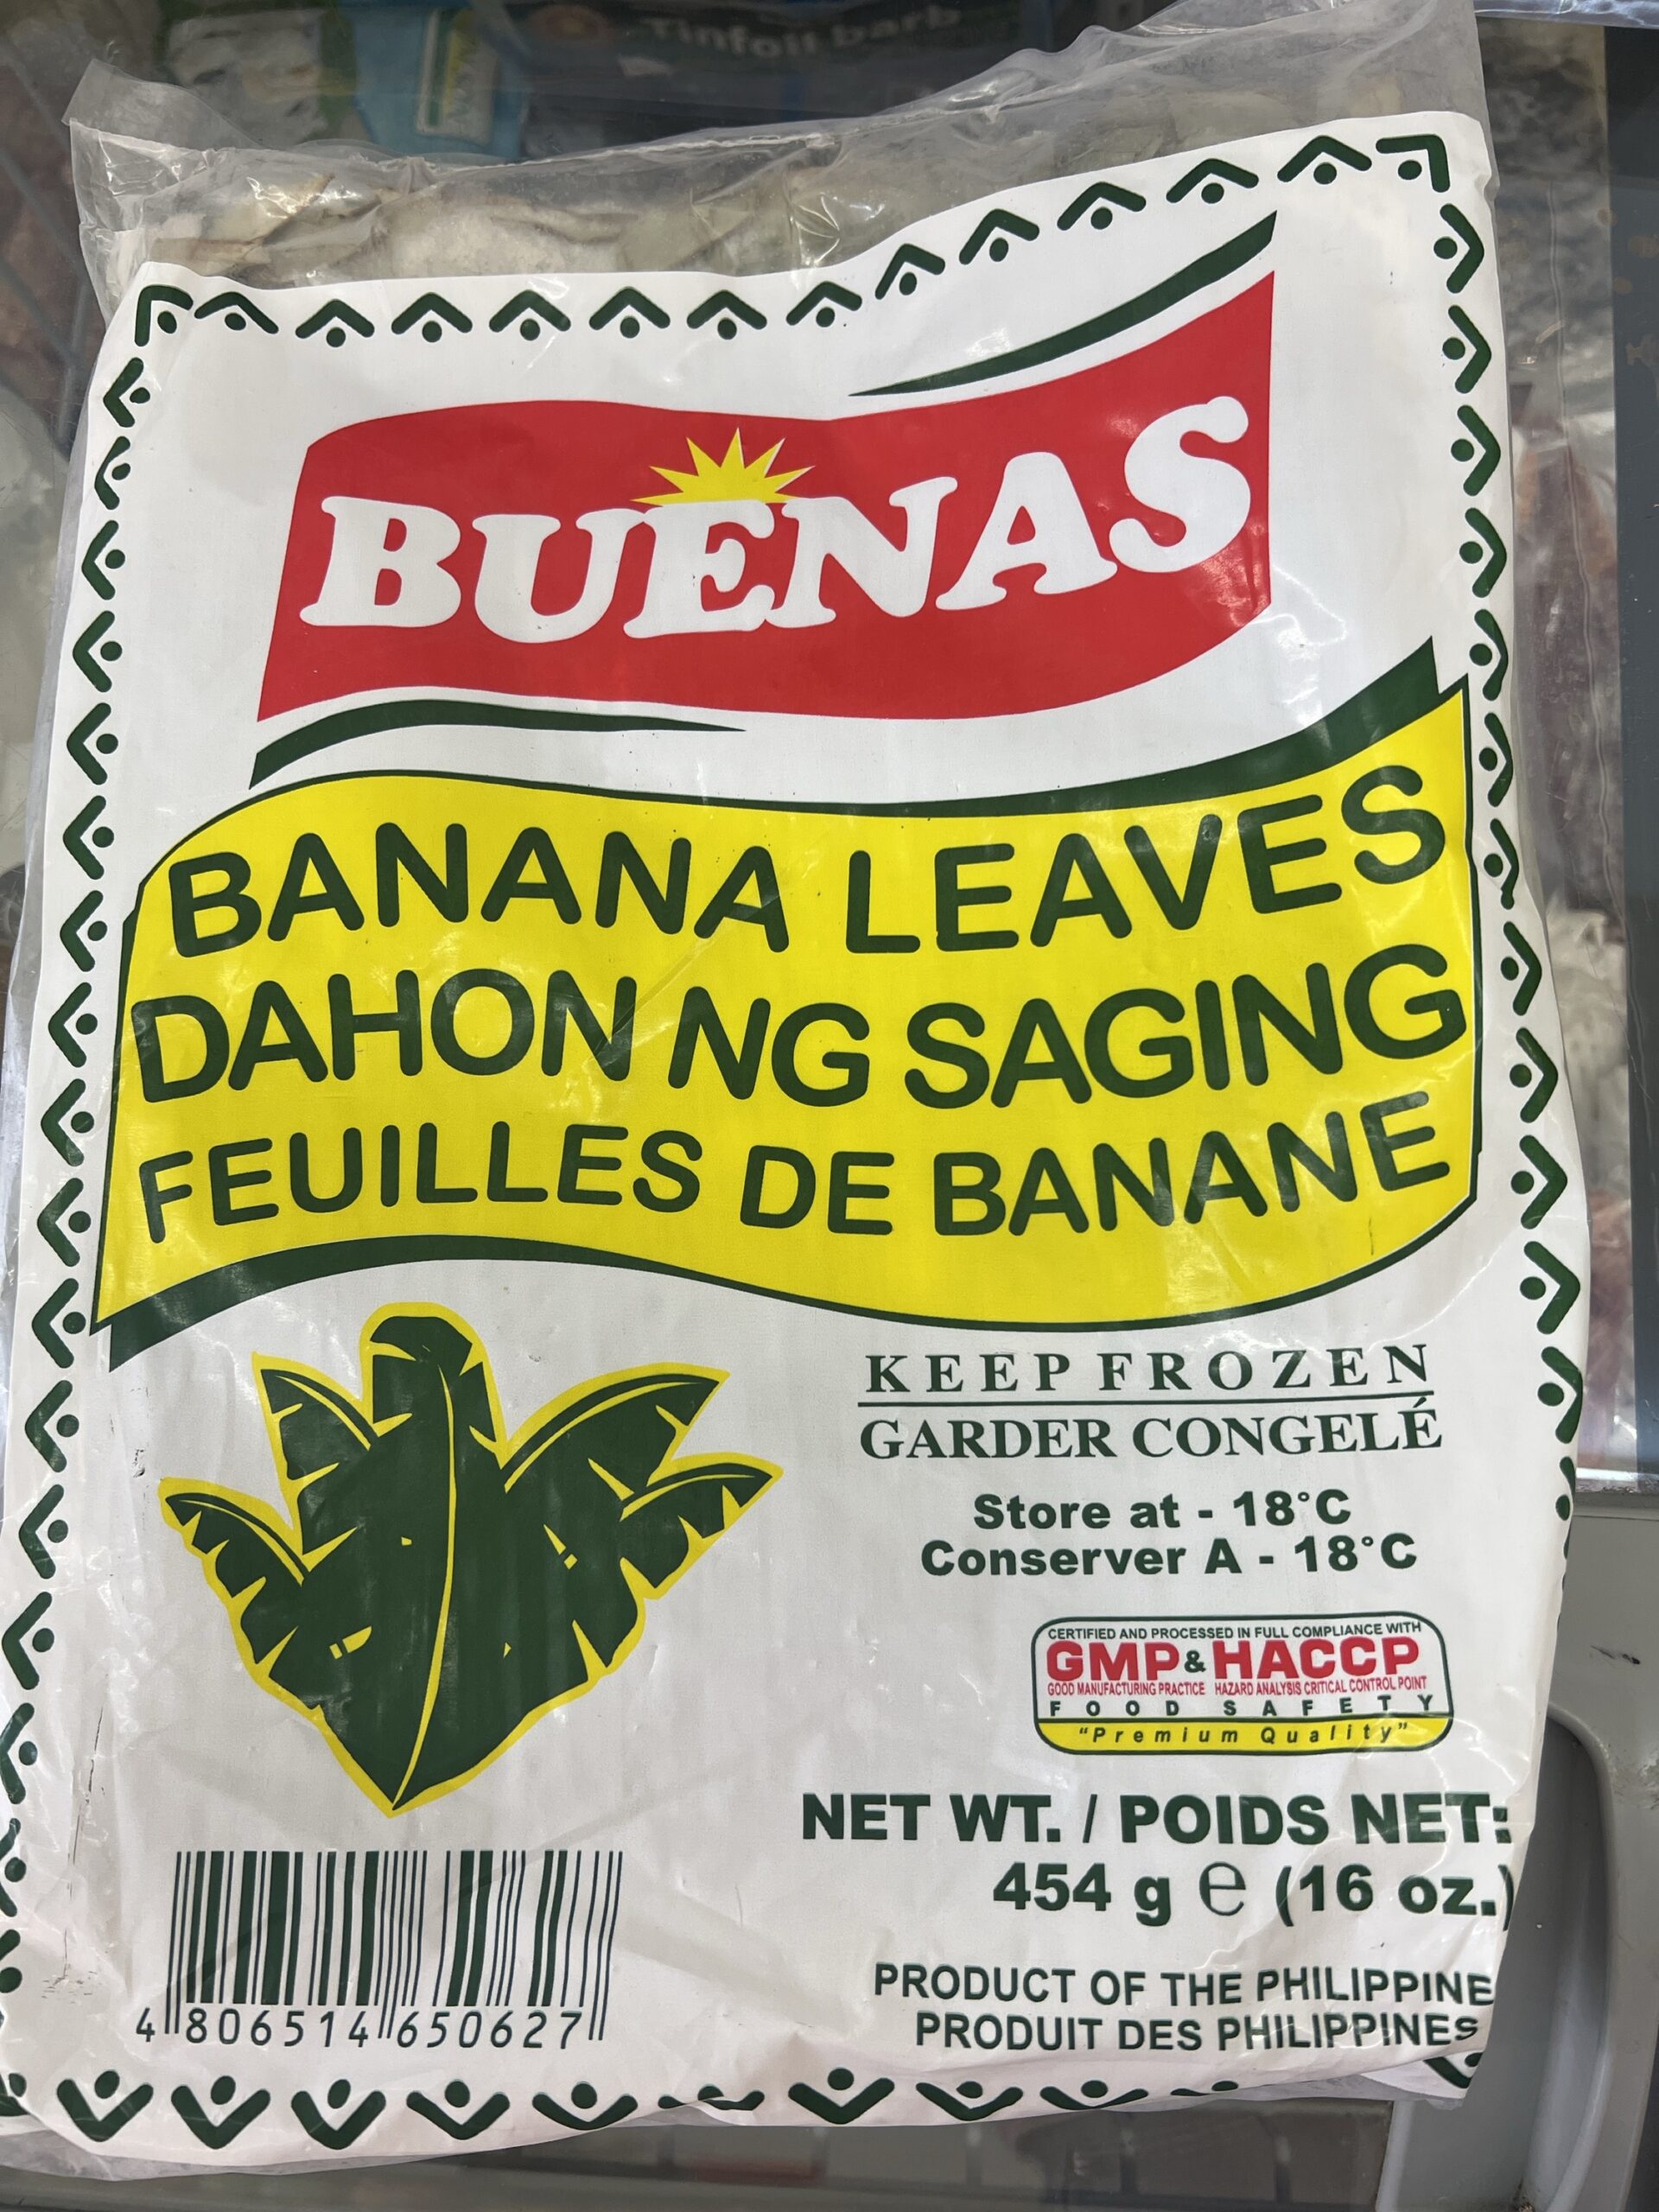 Tinfoil barb
BUENAS
BANANA LEAVES
DAHON NG SAGING
FEUILLES DE BANANE
KEEP FROZEN
GARDER CONGELÉ
Store at - 18°C
Conserver A - 18°C
CERTIFIED AND PROCESSED IN FULL COMPLIANCE WITH
GMP & HACCP
GOOD MANUFACTURING PRACTICE HAZARD ANALYSIS CRITICAL CONTROL POINT
FOOD SAFETY
"Premium Quality"
NET WT. / POIDS NET:
454 g ℮ (16 oz.)
PRODUCT OF THE PHILIPPINE
PRODUIT DES PHILIPPINES
4 806514 650627